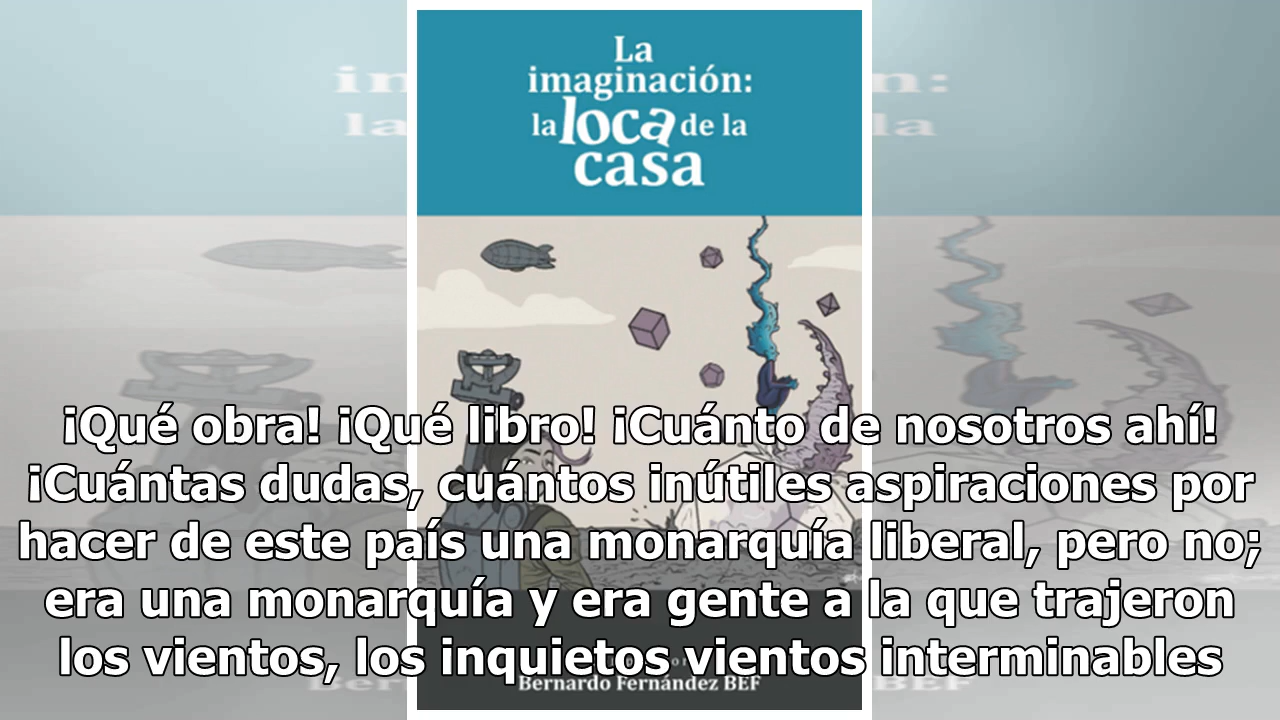 La
imaginación:
la loca de la
casa
¡Qué obra! ¡Qué libro! ¡Cuánto de nosotros ahí!
¡Cuántas dudas, cuántos inútiles aspiraciones por
hacer de este país una monarquía liberal, pero no;
era una monarquía y era gente a la que trajeron
los vientos, los inquietos vientos interminables
Bernardo Fernández BEF